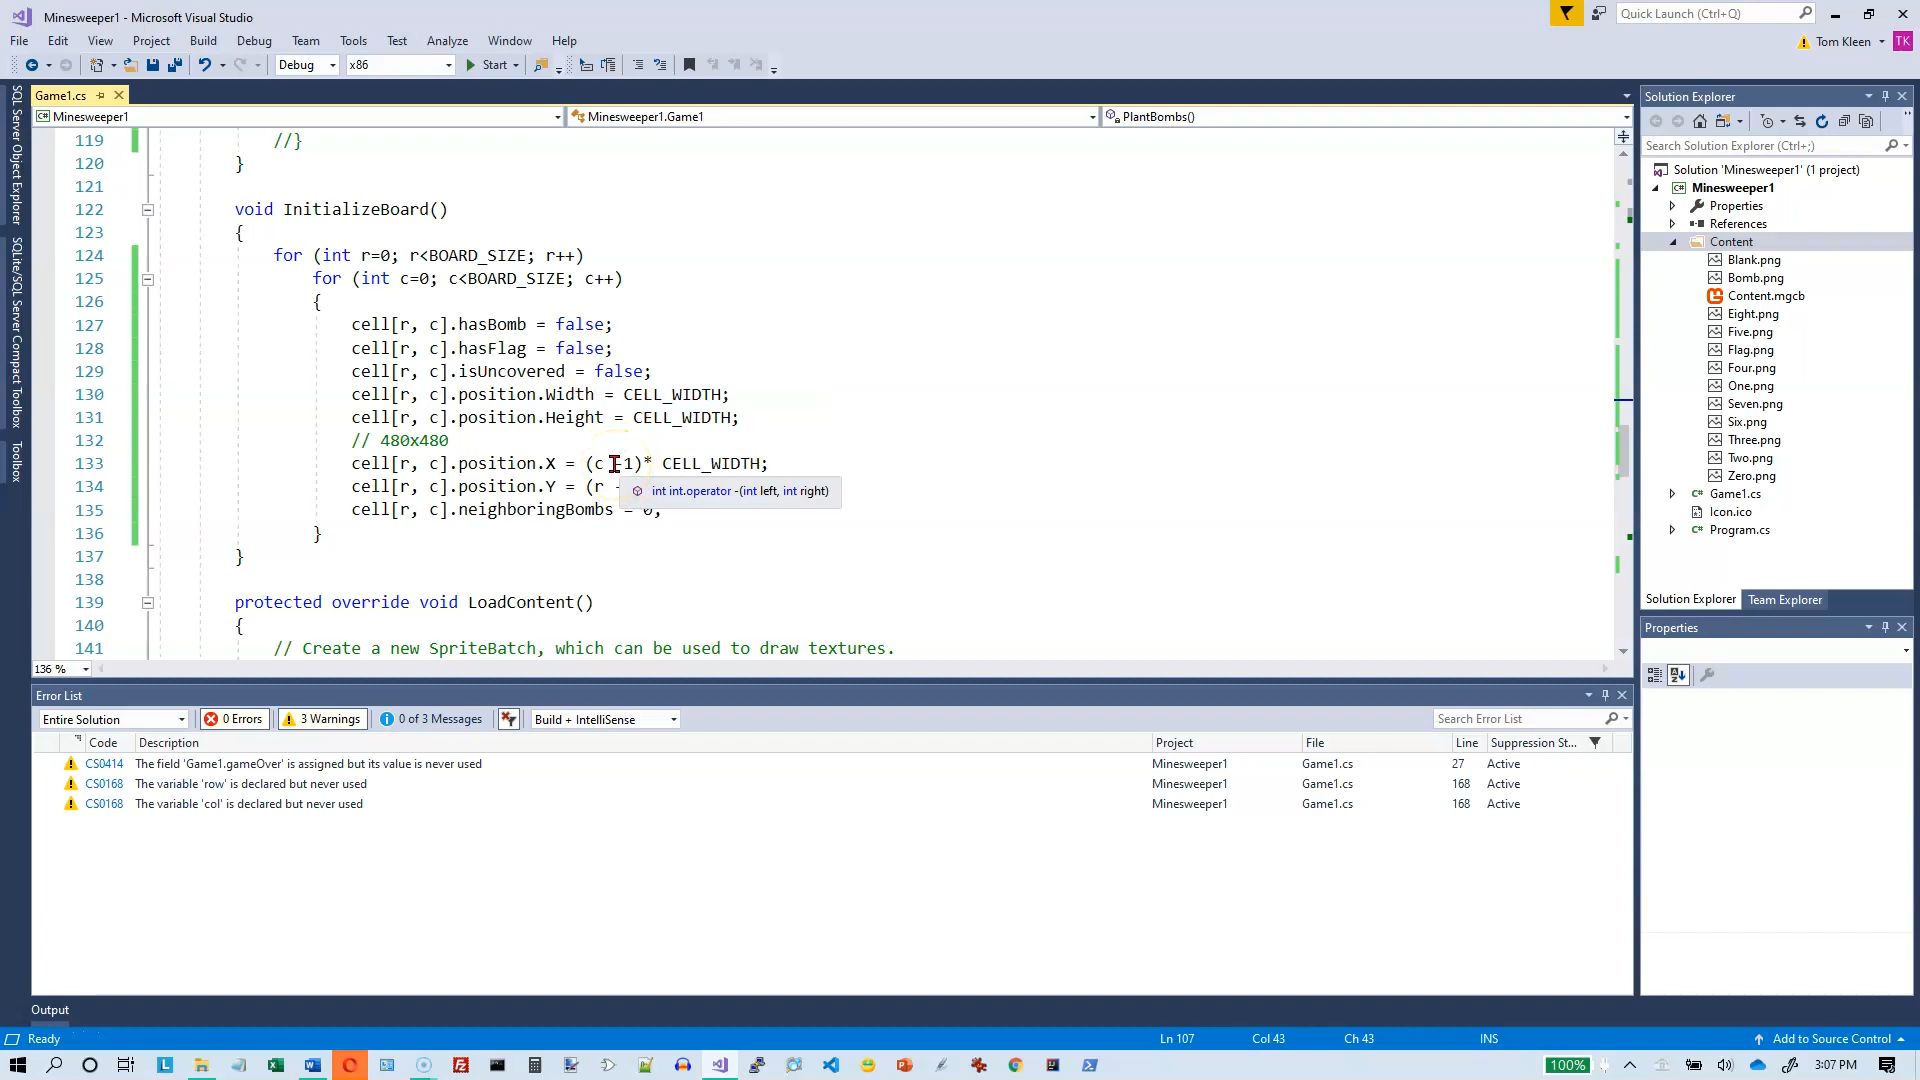 Minesweeper1 - Microsoft Visual Studio
Quick Launch (Ctrl+Q)
File Edit View Project Build Debug Team Tools Test Analyze Window Help
Tom Kleen TK
Debug x86 Start
SQL Server Object Explorer
SQLite/SQL Server Compact Toolbox
Toolbox
Game1.cs
Minesweeper1 Minesweeper1.Game1 PlantBombs()
119 //}
120 }
121
122 void InitializeBoard()
123 {
124 for (int r=0; r<BOARD_SIZE; r++)
125 for (int c=0; c<BOARD_SIZE; c++)
126 {
127 cell[r, c].hasBomb = false;
128 cell[r, c].hasFlag = false;
129 cell[r, c].isUncovered = false;
130 cell[r, c].position.Width = CELL_WIDTH;
131 cell[r, c].position.Height = CELL_WIDTH;
132 // 480x480
133 cell[r, c].position.X = (c -1)* CELL_WIDTH;
134 cell[r, c].position.Y = (r -
int int.operator -(int left, int right)
135 cell[r, c].neighboringBombs = 0;
136 }
137 }
138
139 protected override void LoadContent()
140 {
141 // Create a new SpriteBatch, which can be used to draw textures.
136 %
Error List
Entire Solution 0 Errors 3 Warnings 0 of 3 Messages Build + IntelliSense Search Error List
Code Description Project File Line Suppression St...
CS0414 The field 'Game1.gameOver' is assigned but its value is never used Minesweeper1 Game1.cs 27 Active
CS0168 The variable 'row' is declared but never used Minesweeper1 Game1.cs 168 Active
CS0168 The variable 'col' is declared but never used Minesweeper1 Game1.cs 168 Active
Output
Solution Explorer
Search Solution Explorer (Ctrl+;)
Solution 'Minesweeper1' (1 project)
Minesweeper1
Properties
References
Content
Blank.png
Bomb.png
Content.mgcb
Eight.png
Five.png
Flag.png
Four.png
One.png
Seven.png
Six.png
Three.png
Two.png
Zero.png
Game1.cs
Icon.ico
Program.cs
Solution Explorer Team Explorer
Properties
Ready Ln 107 Col 43 Ch 43 INS Add to Source Control
100% 3:07 PM